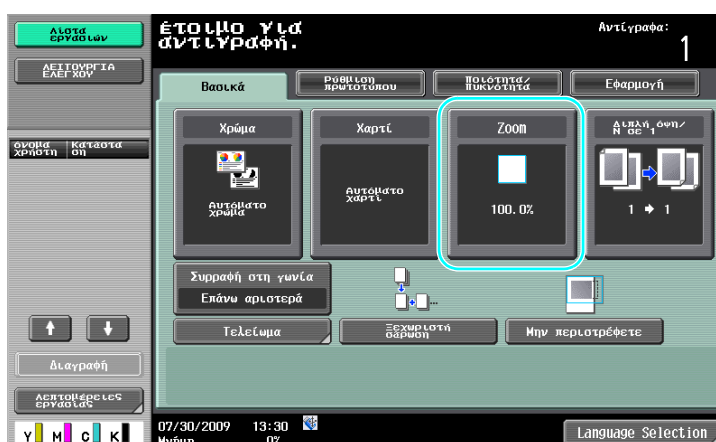 Λίστα
εργασιών
ΛΕΙΤΟΥΡΓΙΑ
ΕΛΕΓΧΟΥ
όνομα
χρήστη
Κατάστα
ση
Διαγραφή
Λεπτομέρειες
εργασίας
Y M C K
έτοιμο για
αντιγραφή.
Αντίγραφα:
1
Βασικά
Ρύθμιση
πρωτοτύπου
Ποιότητα/
Πυκνότητα
Εφαρμογή
Χρώμα
Αυτόματο
χρώμα
Χαρτί
Αυτόματο
χαρτί
Zoom
100.0%
Διπλή όψη/
N σε 1
1 → 1
Συρραφή στη γωνία
Επάνω αριστερά
Τελείωμα
Ξεχωριστή
σάρωση
Μην περιστρέφετε
07/30/2009 13:30
Μνήμη 0%
Language Selection